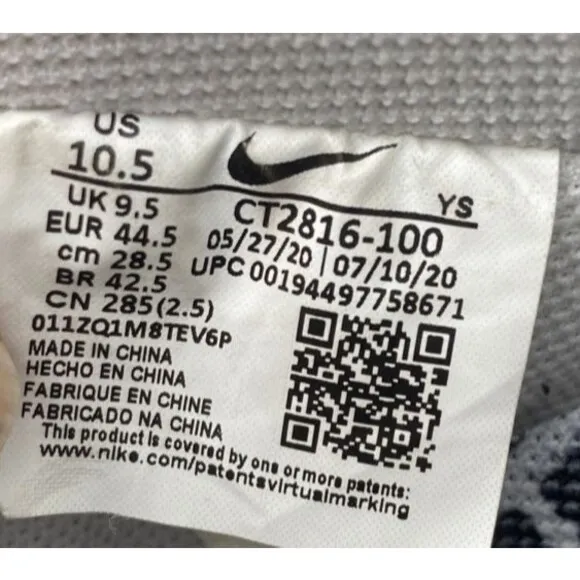 US
10.5
UK 9.5
EUR 44.5
cm 28.5
BR 42.5
CN 285(2.5)
YS
CT2816-100
05/27/20 | 07/10/20
UPC 00194497758671
011ZQ1M8TEV6P
MADE IN CHINA
HECHO EN CHINA
FABRIQUE EN CHINE
FABRICADO NA CHINA
This product is covered by one or more patents:
www.nike.com/patentsvirtualmarking